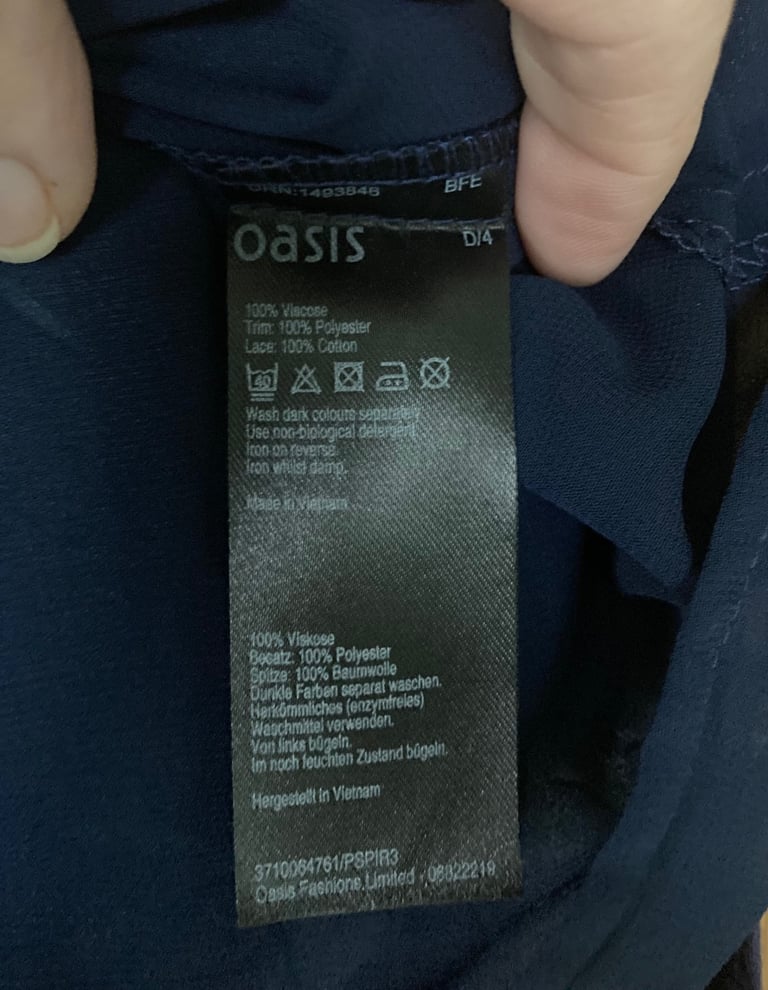 URN:1493848 BFE
oasis D/4
100% Viscose
Trim: 100% Polyester
Lace: 100% Cotton
40
Wash dark colours separately
Use non-biological detergent
Iron on reverse.
Iron whilst damp.
Made in Vietnam
100% Viskose
Besatz: 100% Polyester
Spitze: 100% Baumwolle
Dunkle Farben separat waschen.
Herkömmliches (enzymfreies)
Waschmittel verwenden.
Von links bügeln.
Im noch feuchten Zustand bügeln.
Hergestellt in Vietnam
3710064761/PSPIR3
Oasis Fashions Limited - 08822219